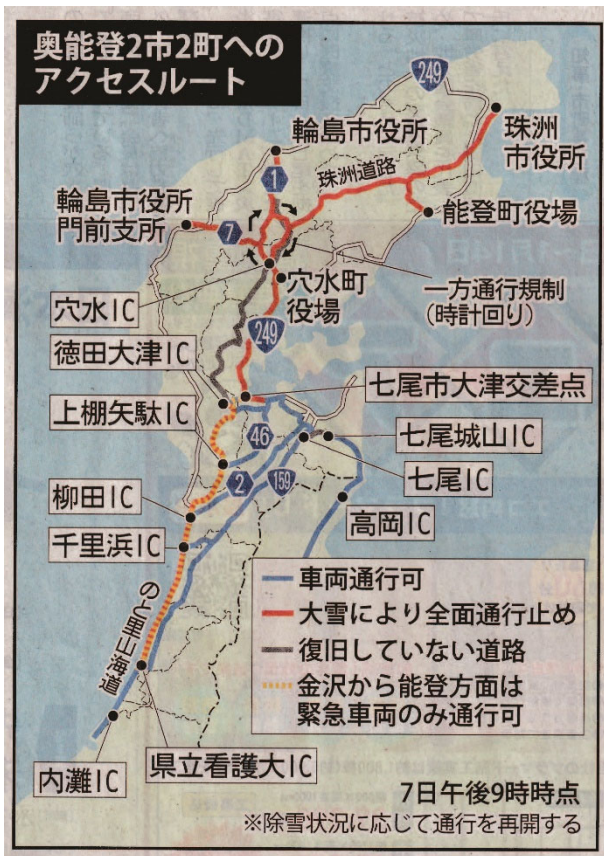 奥能登2市2町への
アクセスルート
249
輪島市役所
珠洲
市役所
1
珠洲道路
輪島市役所
門前支所
7
能登町役場
穴水町
役場
一方通行規制
(時計回り)
穴水IC
249
徳田大津IC
七尾市大津交差点
上棚矢駄IC
46
七尾城山IC
2
159
七尾IC
柳田IC
高岡IC
千里浜IC
のと里山海道
車両通行可
大雪により全面通行止め
復旧していない道路
金沢から能登方面は
緊急車両のみ通行可
内灘IC
県立看護大IC
7日午後9時時点
※除雪状況に応じて通行を再開する